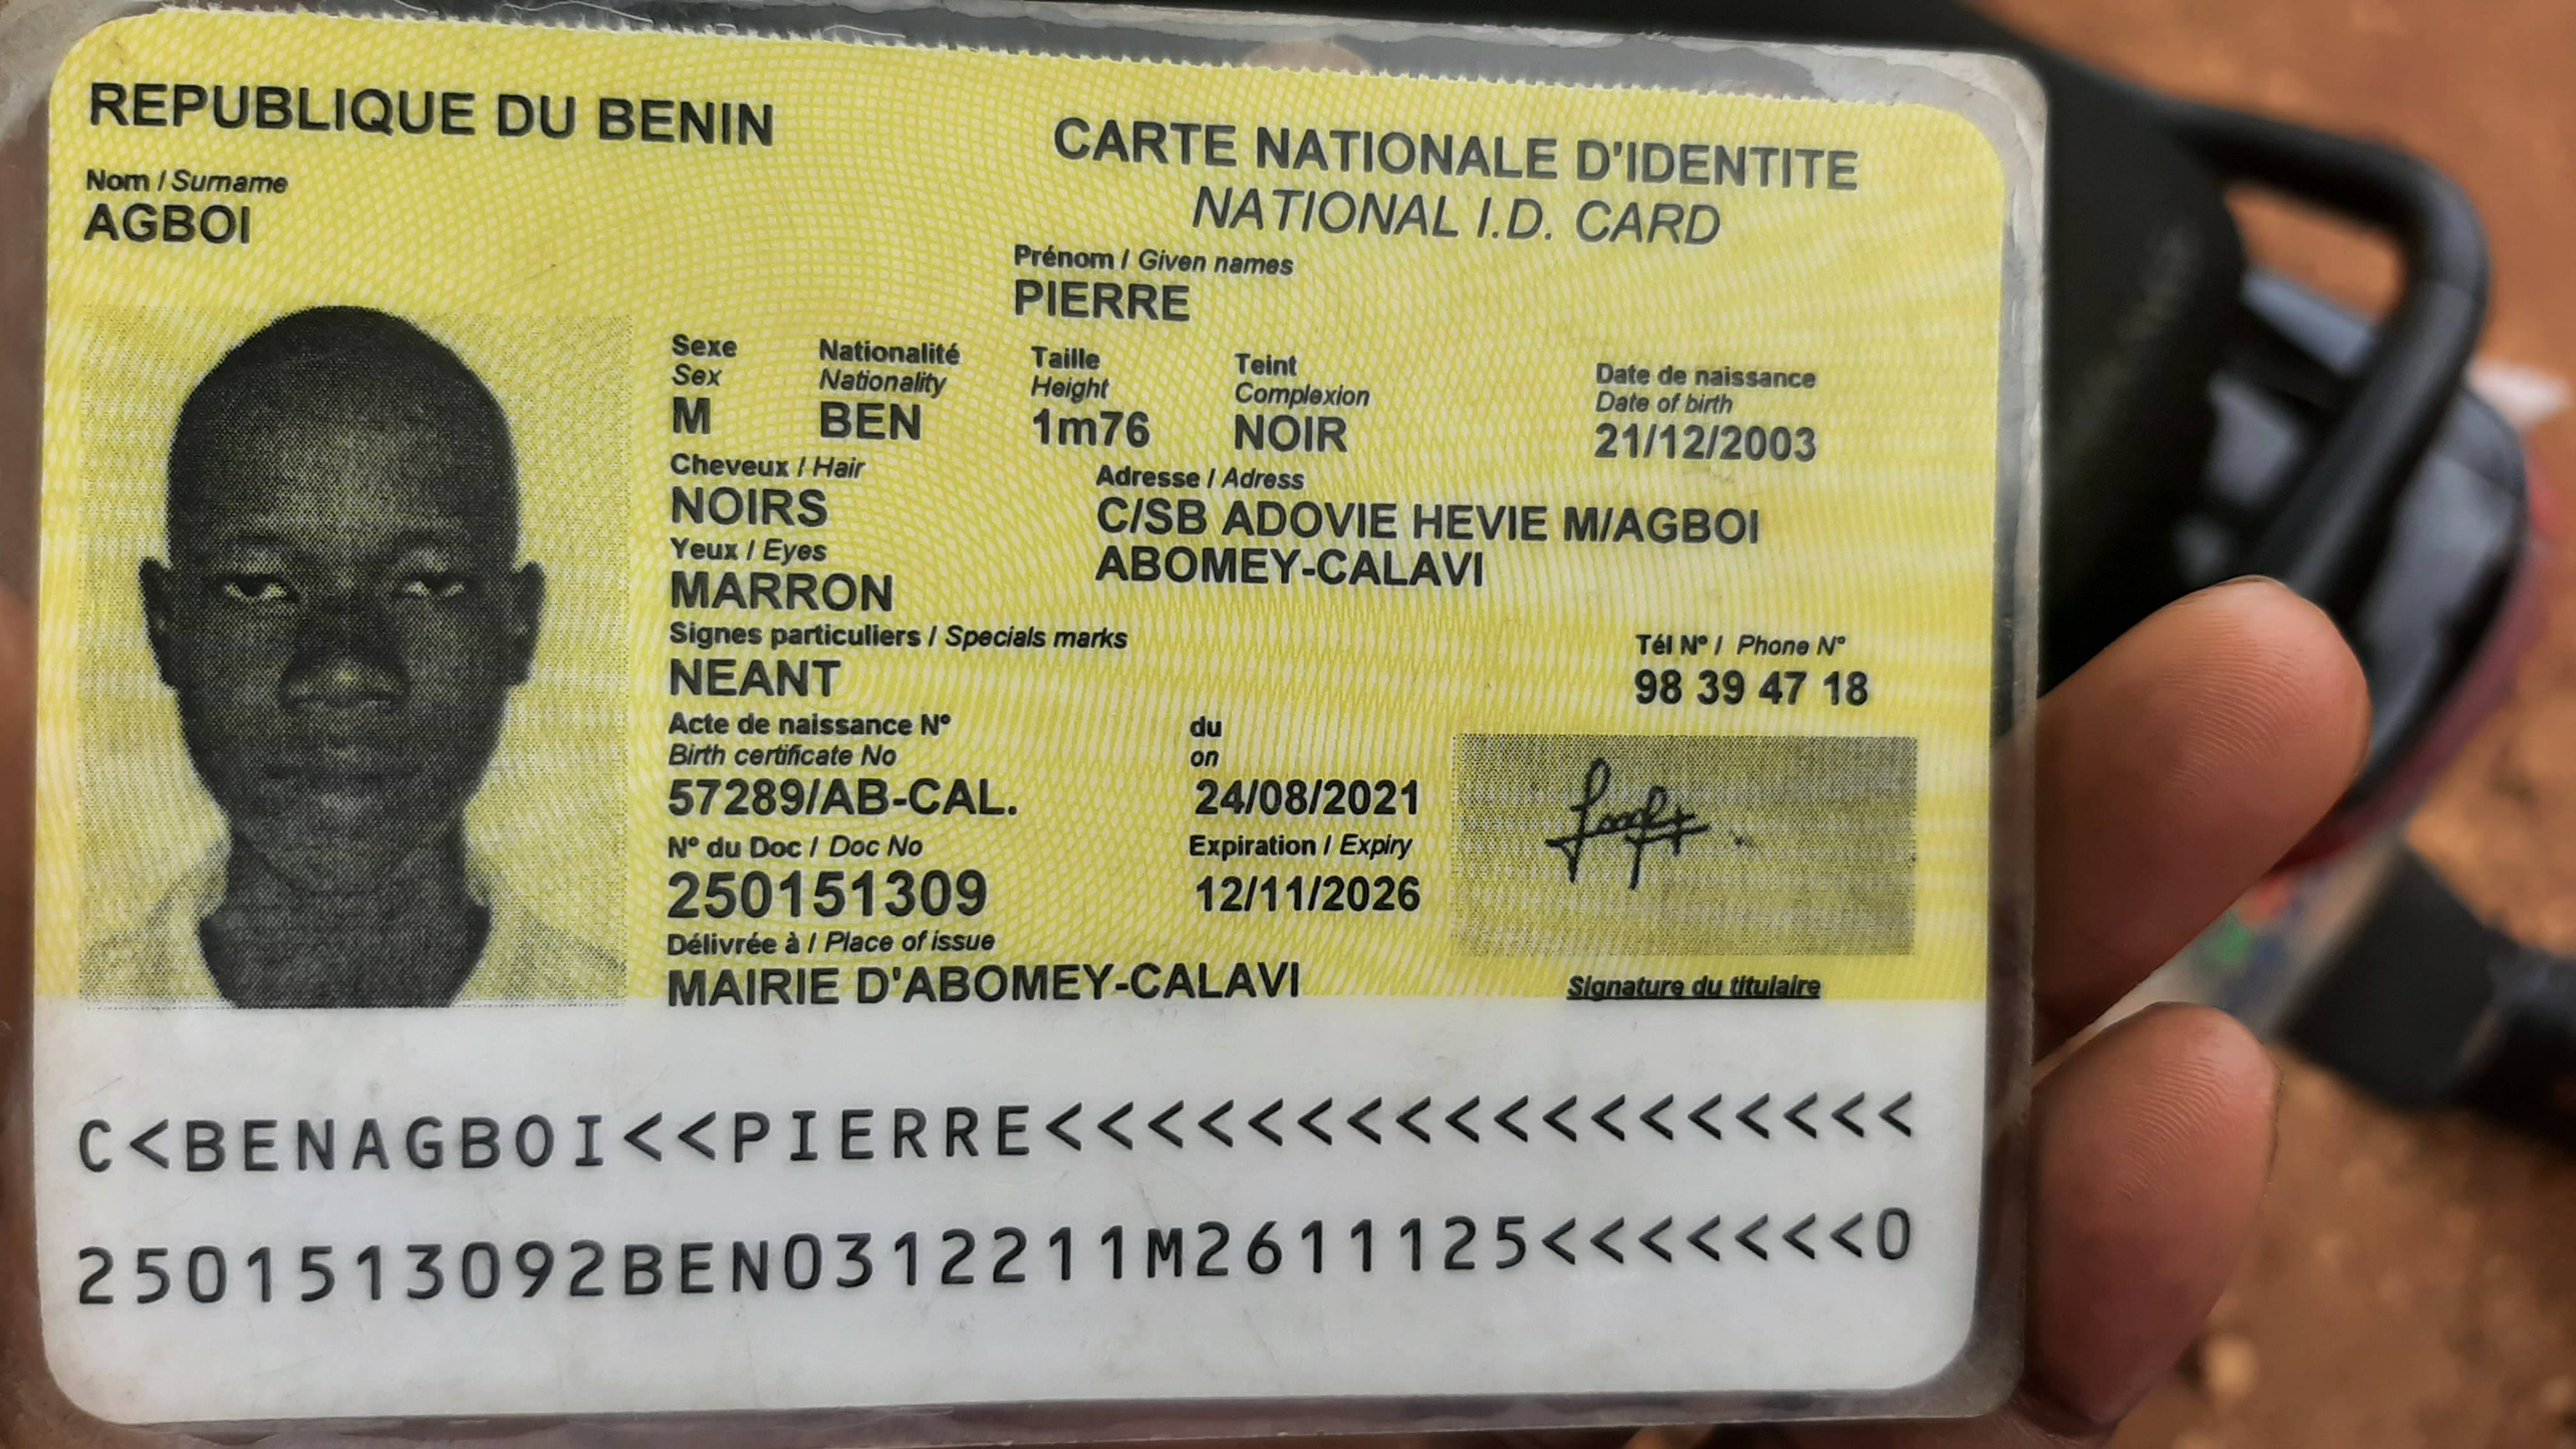 REPUBLIQUE DU BENIN
CARTE NATIONALE D'IDENTITE
NATIONAL I.D. CARD
Nom / Surname
AGBOI
Prénom / Given names
PIERRE
Sexe Nationalité Taille Teint Date de naissance
Sex Nationality Height Complexion Date of birth
M BEN 1m76 NOIR 21/12/2003
Cheveux / Hair Adresse / Adress
NOIRS C/SB ADOVIE HEVIE M/AGBOI
Yeux / Eyes ABOMEY-CALAVI
MARRON
Signes particuliers / Specials marks Tél N° / Phone N°
NEANT 98 39 47 18
Acte de naissance N° du
Birth certificate No on
57289/AB-CAL. 24/08/2021
N° du Doc / Doc No Expiration / Expiry
250151309 12/11/2026
Délivrée à / Place of issue
MAIRIE D'ABOMEY-CALAVI Signature du titulaire
C<BENAGBOI<<PIERRE<<<<<<<<<<<<<<<<<<
2501513092BEN0312211M2611125<<<<<<<0